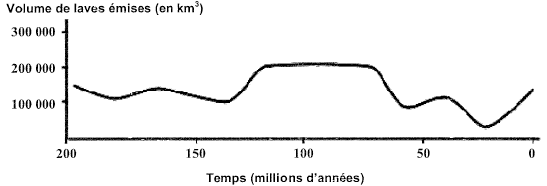 Volume de laves émises (en km³)
300 000
200 000
100 000
200 150 100 50 0
Temps (millions d'années)